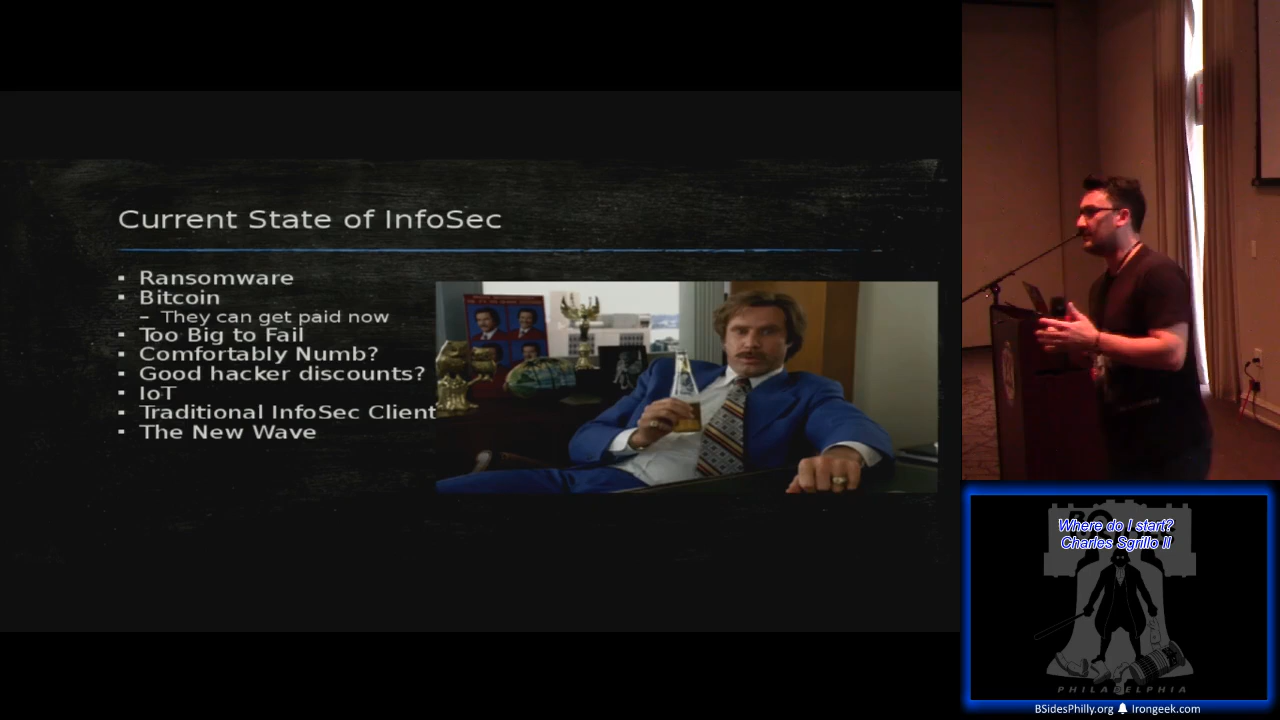 Current State of InfoSec
▪ Ransomware
▪ Bitcoin
– They can get paid now
▪ Too Big to Fail
▪ Comfortably Numb?
▪ Good hacker discounts?
▪ IoT
▪ Traditional InfoSec Client
▪ The New Wave
Where do I start?
Charles Sgrillo II
PHILADELPHIA
BSidesPhilly.org Irongeek.com